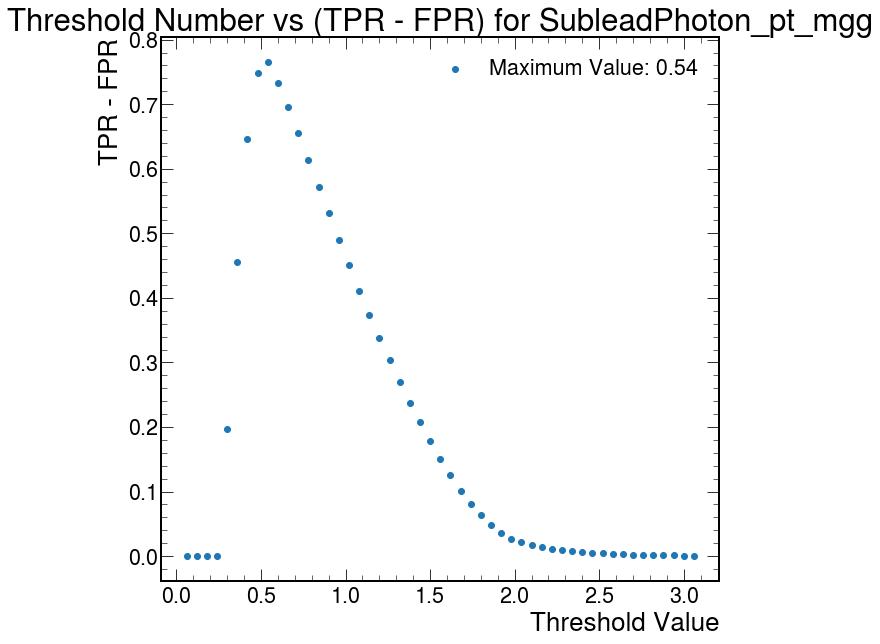 Threshold Number vs (TPR - FPR) for SubleadPhoton_pt_mgg
TPR - FPR
Maximum Value: 0.54
0.8
0.7
0.6
0.5
0.4
0.3
0.2
0.1
0.0
0.0 0.5 1.0 1.5 2.0 2.5 3.0
Threshold Value